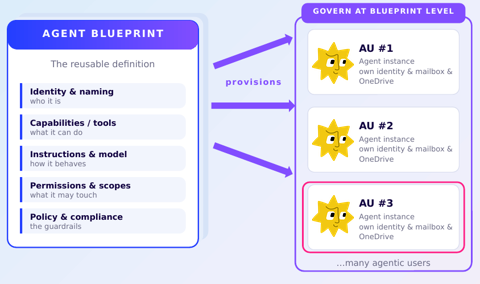 AGENT BLUEPRINT
The reusable definition
Identity & naming
who it is
Capabilities / tools
what it can do
Instructions & model
how it behaves
Permissions & scopes
what it may touch
Policy & compliance
the guardrails
provisions
GOVERN AT BLUEPRINT LEVEL
AU #1
Agent instance
own identity & mailbox &
OneDrive
AU #2
Agent instance
own identity & mailbox &
OneDrive
AU #3
Agent instance
own identity & mailbox &
OneDrive
...many agentic users